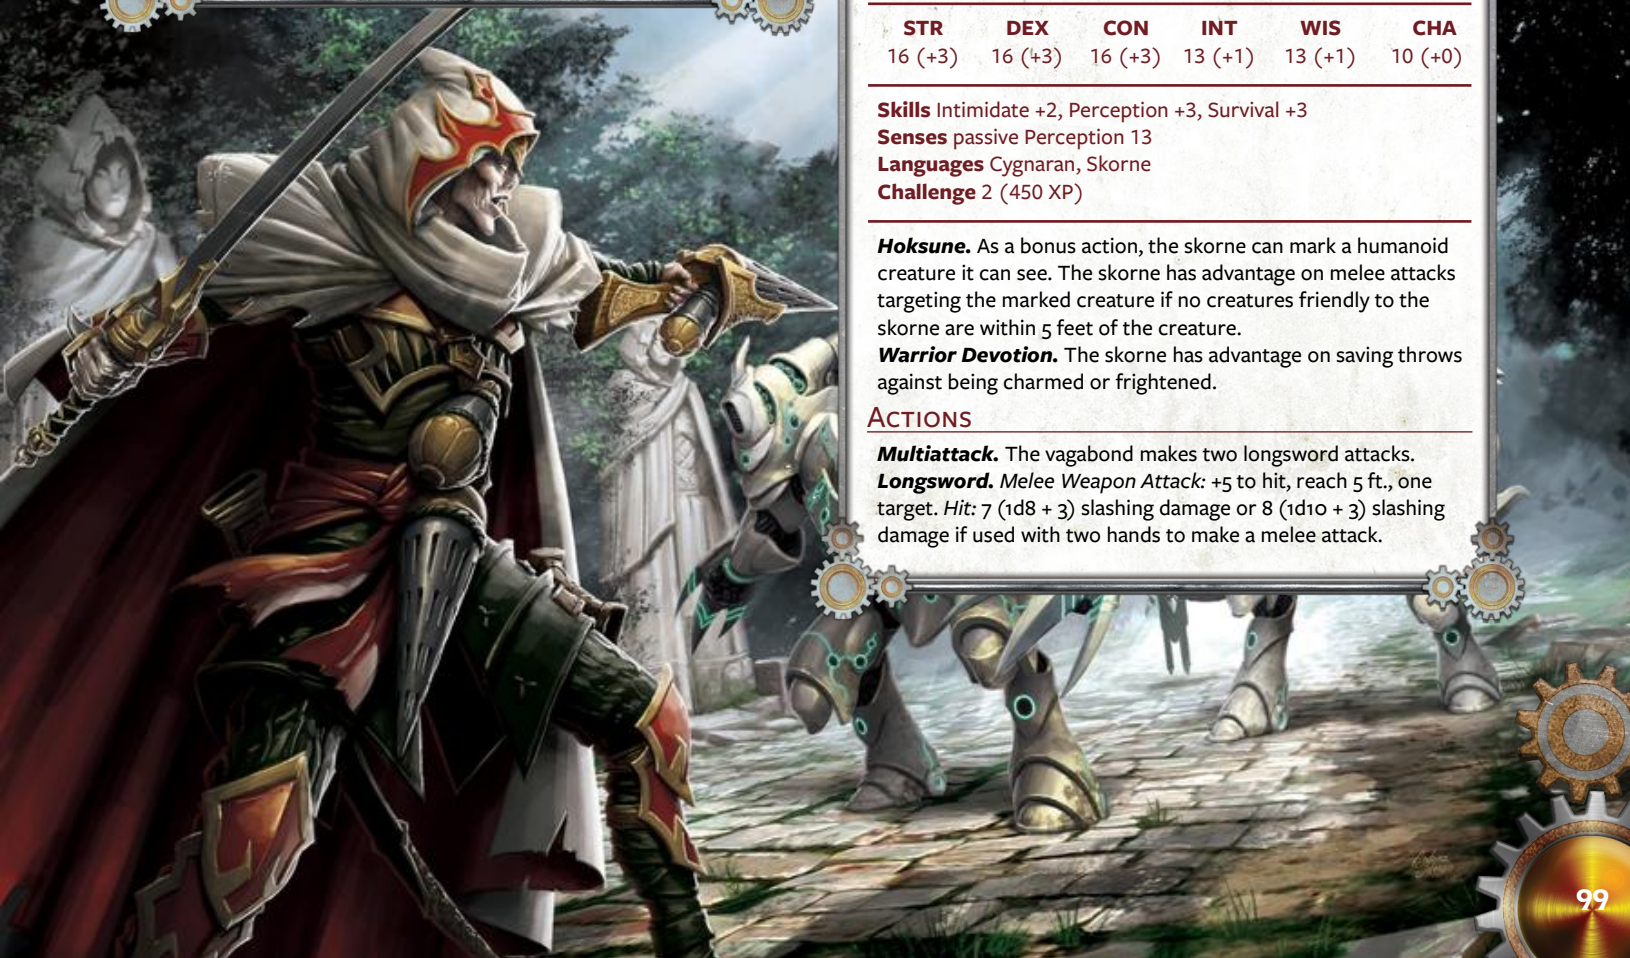 STR DEX CON INT WIS CHA
16 (+3) 16 (+3) 16 (+3) 13 (+1) 13 (+1) 10 (+0)
Skills Intimidate +2, Perception +3, Survival +3
Senses passive Perception 13
Languages Cygnaran, Skorne
Challenge 2 (450 XP)
Hoksune. As a bonus action, the skorne can mark a humanoid
creature it can see. The skorne has advantage on melee attacks
targeting the marked creature if no creatures friendly to the
skorne are within 5 feet of the creature.
Warrior Devotion. The skorne has advantage on saving throws
against being charmed or frightened.
Actions
Multiattack. The vagabond makes two longsword attacks.
Longsword. Melee Weapon Attack: +5 to hit, reach 5 ft., one
target. Hit: 7 (1d8 + 3) slashing damage or 8 (1d10 + 3) slashing
damage if used with two hands to make a melee attack.
99